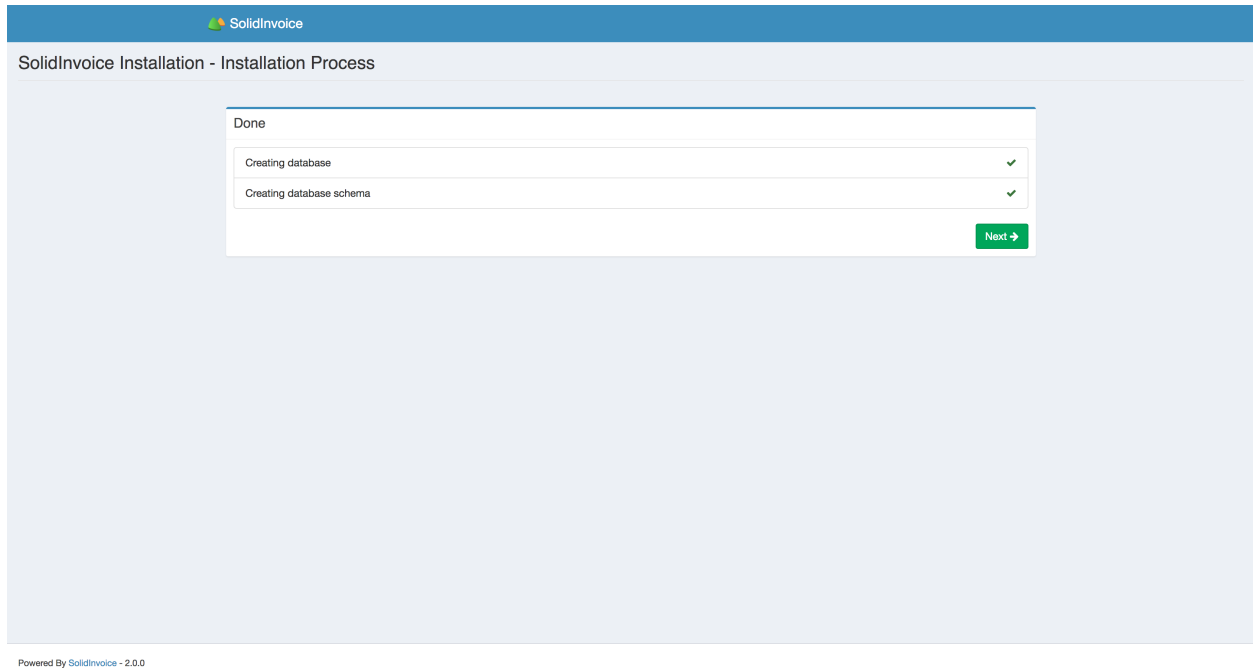 SolidInvoice
SolidInvoice Installation - Installation Process
Done
Creating database
Creating database schema
Next
Powered By SolidInvoice - 2.0.0